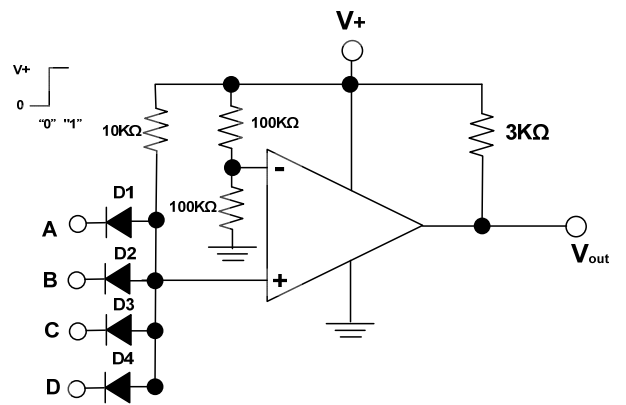 V+
V+
0
"0" "1"
10KΩ
100KΩ
3KΩ
-
100KΩ
D1
A
D2
B
+
D3
C
D4
D
Vout